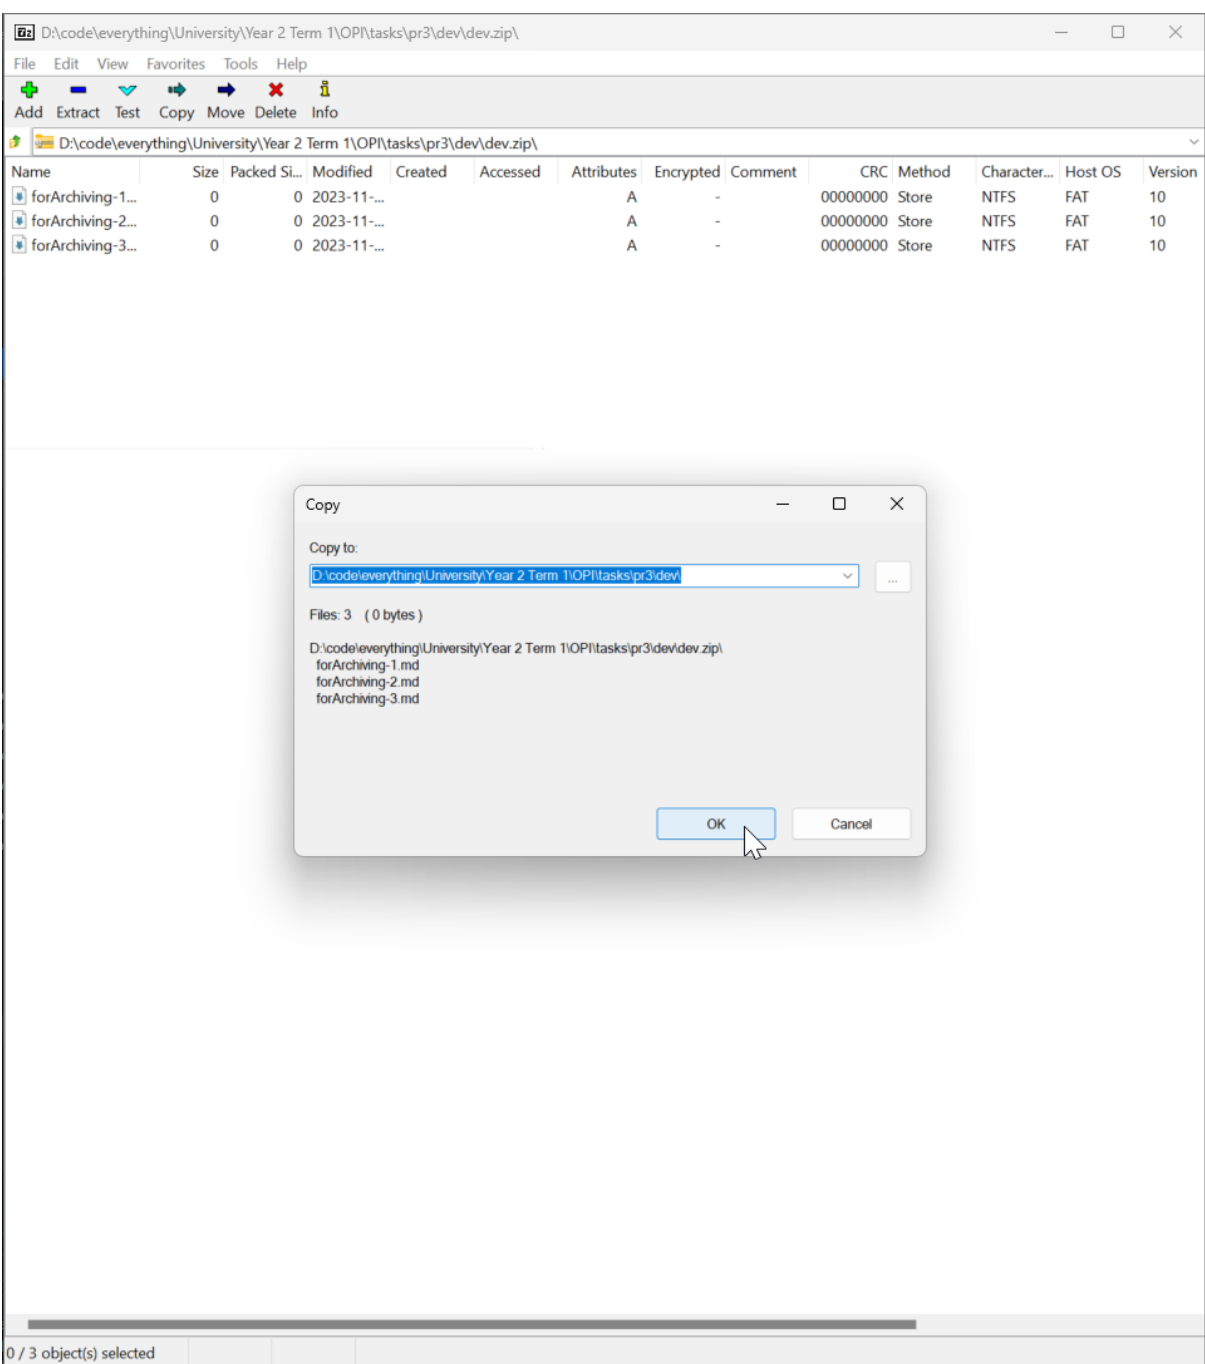 7z D:\code\everything\University\Year 2 Term 1\OPI\tasks\pr3\dev\dev.zip\
File Edit View Favorites Tools Help
Add Extract Test Copy Move Delete Info
D:\code\everything\University\Year 2 Term 1\OPI\tasks\pr3\dev\dev.zip\
Name Size Packed Si... Modified Created Accessed Attributes Encrypted Comment CRC Method Character... Host OS Version
forArchiving-1... 0 0 2023-11-... A - 00000000 Store NTFS FAT 10
forArchiving-2... 0 0 2023-11-... A - 00000000 Store NTFS FAT 10
forArchiving-3... 0 0 2023-11-... A - 00000000 Store NTFS FAT 10
Copy
Copy to:
D:\code\everything\University\Year 2 Term 1\OPI\tasks\pr3\dev\
...
Files: 3 ( 0 bytes )
D:\code\everything\University\Year 2 Term 1\OPI\tasks\pr3\dev\dev.zip\
forArchiving-1.md
forArchiving-2.md
forArchiving-3.md
OK Cancel
0 / 3 object(s) selected